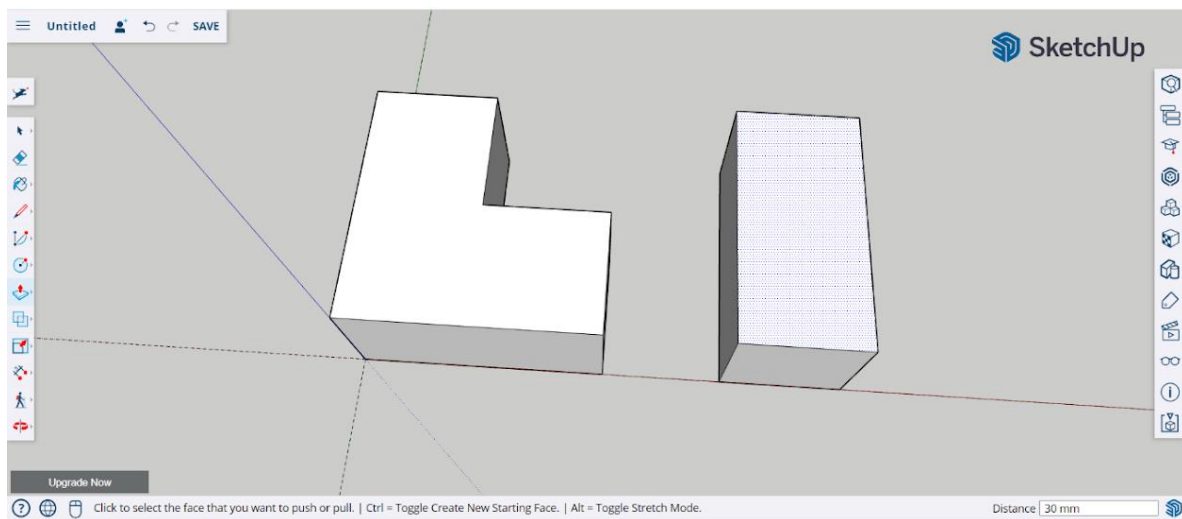 Untitled SAVE
SketchUp
Upgrade Now
Click to select the face that you want to push or pull. | Ctrl = Toggle Create New Starting Face. | Alt = Toggle Stretch Mode. Distance 30 mm